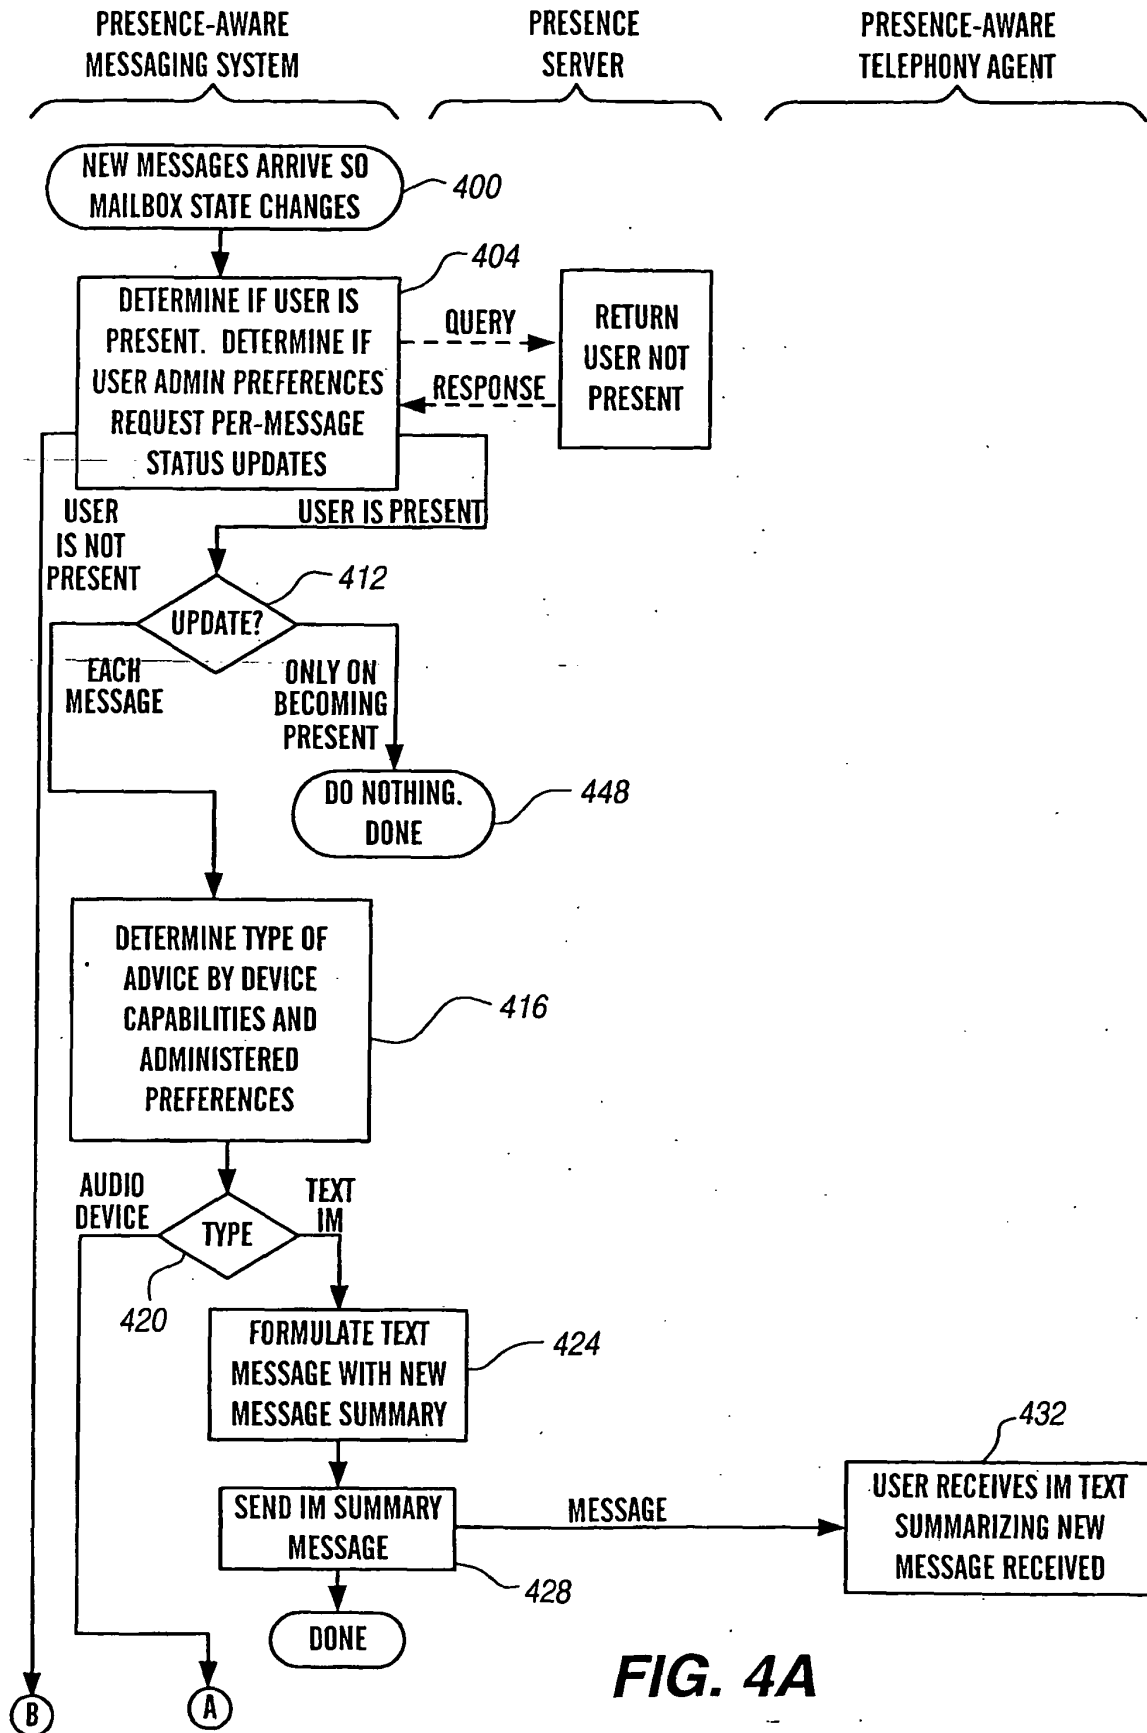 PRESENCE-AWARE
MESSAGING SYSTEM
PRESENCE
SERVER
PRESENCE-AWARE
TELEPHONY AGENT
NEW MESSAGES ARRIVE SO
MAILBOX STATE CHANGES
400
404
DETERMINE IF USER IS
PRESENT. DETERMINE IF
USER ADMIN PREFERENCES
REQUEST PER-MESSAGE
STATUS UPDATES
QUERY
RESPONSE
RETURN
USER NOT
PRESENT
USER
IS NOT
PRESENT
USER IS PRESENT
412
UPDATE?
EACH
MESSAGE
ONLY ON
BECOMING
PRESENT
DO NOTHING.
DONE
448
DETERMINE TYPE OF
ADVICE BY DEVICE
CAPABILITIES AND
ADMINISTERED
PREFERENCES
416
AUDIO
DEVICE
TEXT
IM
TYPE
420
FORMULATE TEXT
MESSAGE WITH NEW
MESSAGE SUMMARY
424
SEND IM SUMMARY
MESSAGE
428
MESSAGE
432
USER RECEIVES IM TEXT
SUMMARIZING NEW
MESSAGE RECEIVED
DONE
B
A
FIG. 4A